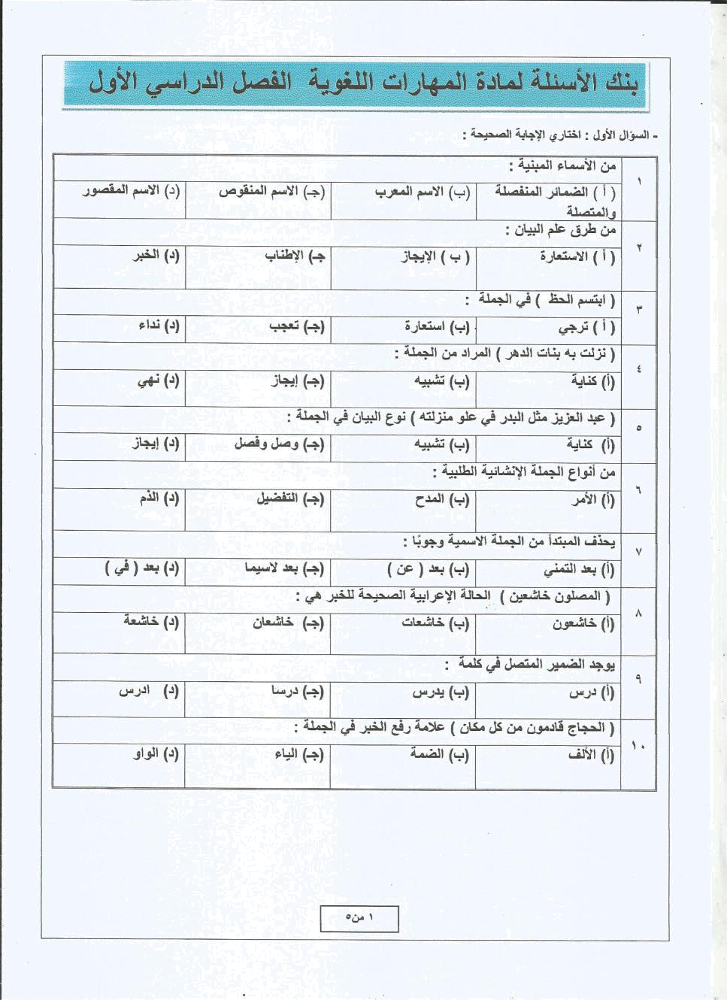 بنك الأسئلة لمادة المهارات اللغوية الفصل الدراسي الأول
- السؤال الأول : اختاري الإجابة الصحيحة :
١ من الأسماء المبنية :
( أ ) الضمائر المنفصلة والمتصلة (ب) الاسم المعرب (جـ) الاسم المنقوص (د) الاسم المقصور
٢ من طرق علم البيان :
( أ ) الاستعارة ( ب ) الإيجاز جـ) الإطناب (د) الخبر
٣ ( ابتسم الحظ ) في الجملة :
( أ ) ترجي (ب) استعارة (جـ) تعجب (د) نداء
٤ ( نزلت به بنات الدهر ) المراد من الجملة :
(أ) كناية (ب) تشبيه (جـ) إيجاز (د) نهي
٥ ( عبد العزيز مثل البدر في علو منزلته ) نوع البيان في الجملة :
(أ) كناية (ب) تشبيه (جـ) وصل وفصل (د) إيجاز
٦ من أنواع الجملة الإنشائية الطلبية :
(أ) الأمر (ب) المدح (جـ) التفضيل (د) الذم
٧ يحذف المبتدأ من الجملة الاسمية وجوبًا :
(أ) بعد التمني (ب) بعد ( عن ) (جـ) بعد لاسيما (د) بعد ( في )
٨ ( المصلون خاشعين ) الحالة الإعرابية الصحيحة للخبر هي :
(أ) خاشعون (ب) خاشعات (جـ) خاشعان (د) خاشعة
٩ يوجد الضمير المتصل في كلمة :
(أ) درس (ب) يدرس (جـ) درسا (د) ادرس
١٠ ( الحجاج قادمون من كل مكان ) علامة رفع الخبر في الجملة :
(أ) الألف (ب) الضمة (جـ) الياء (د) الواو
١ من٥